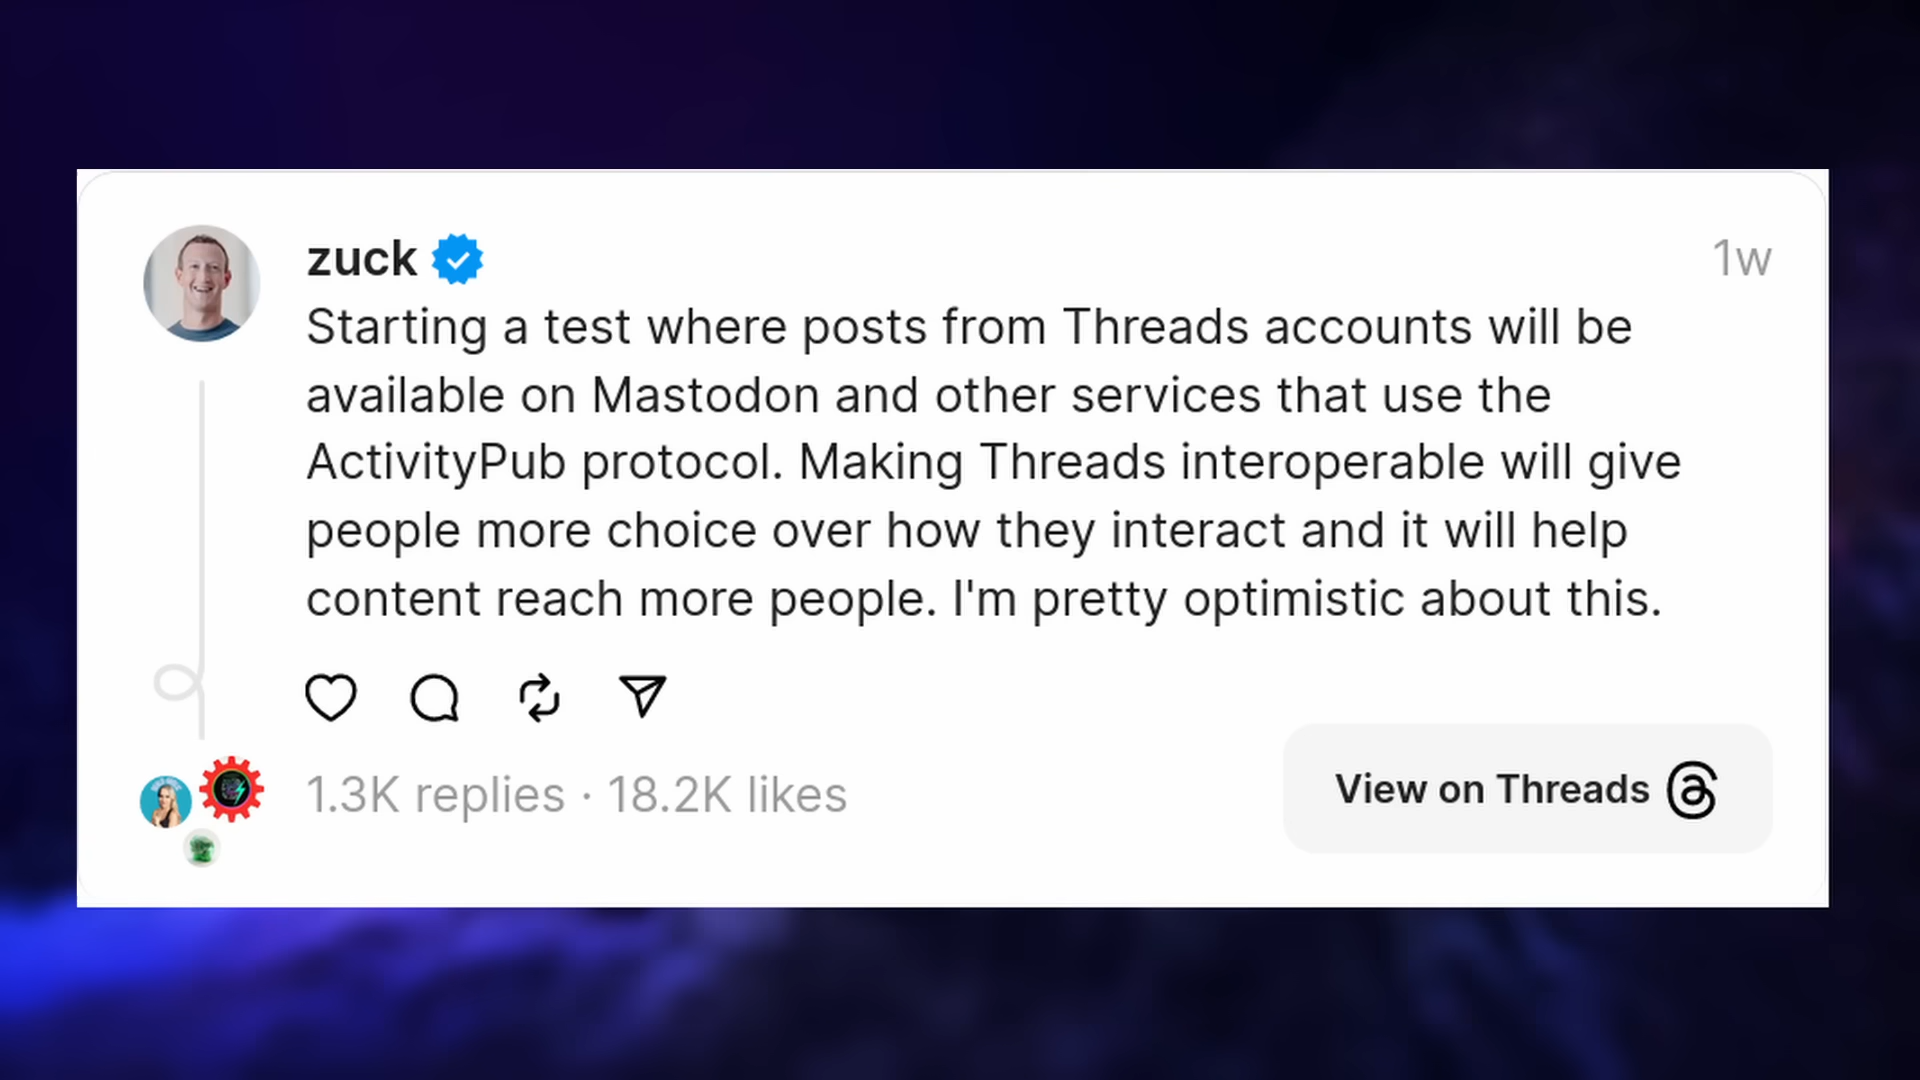 zuck
1w
Starting a test where posts from Threads accounts will be
available on Mastodon and other services that use the
ActivityPub protocol. Making Threads interoperable will give
people more choice over how they interact and it will help
content reach more people. I'm pretty optimistic about this.
1.3K replies · 18.2K likes
View on Threads